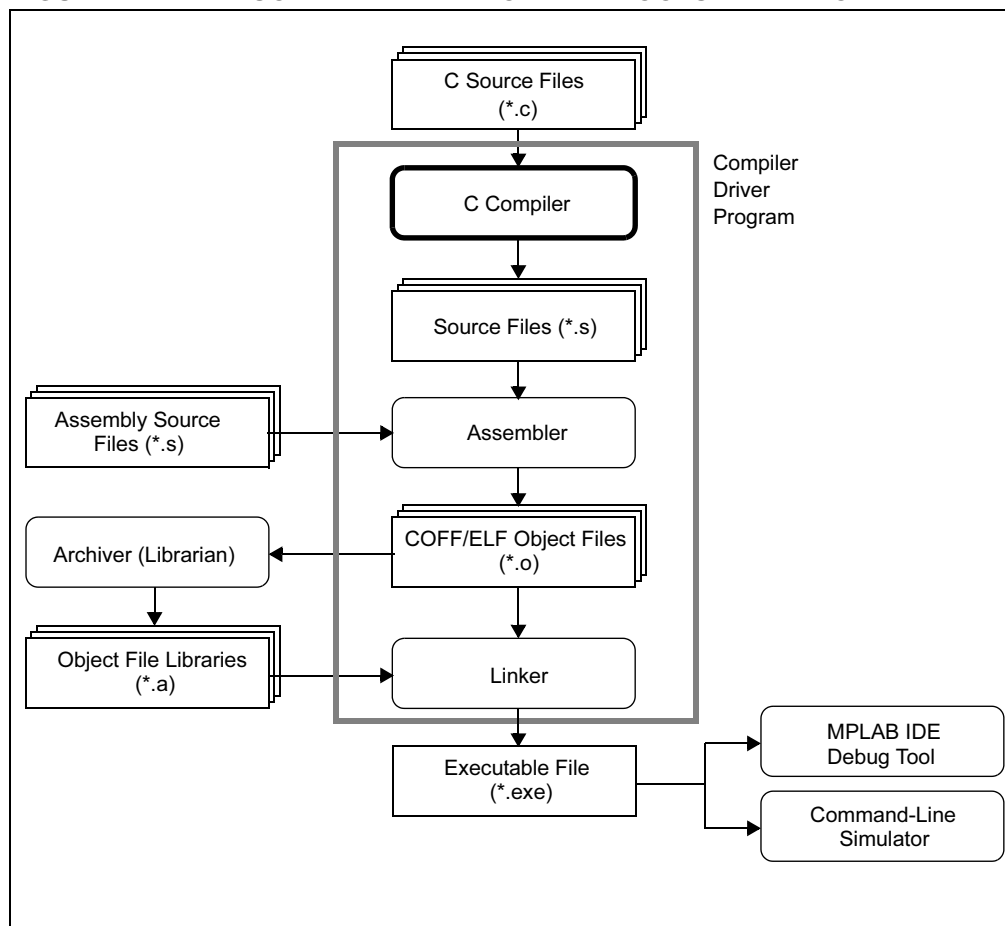 C Source Files
(*.c)
Compiler
Driver
Program
C Compiler
Source Files (*.s)
Assembly Source
Files (*.s)
Assembler
Archiver (Librarian)
COFF/ELF Object Files
(*.o)
Object File Libraries
(*.a)
Linker
Executable File
(*.exe)
MPLAB IDE
Debug Tool
Command-Line
Simulator